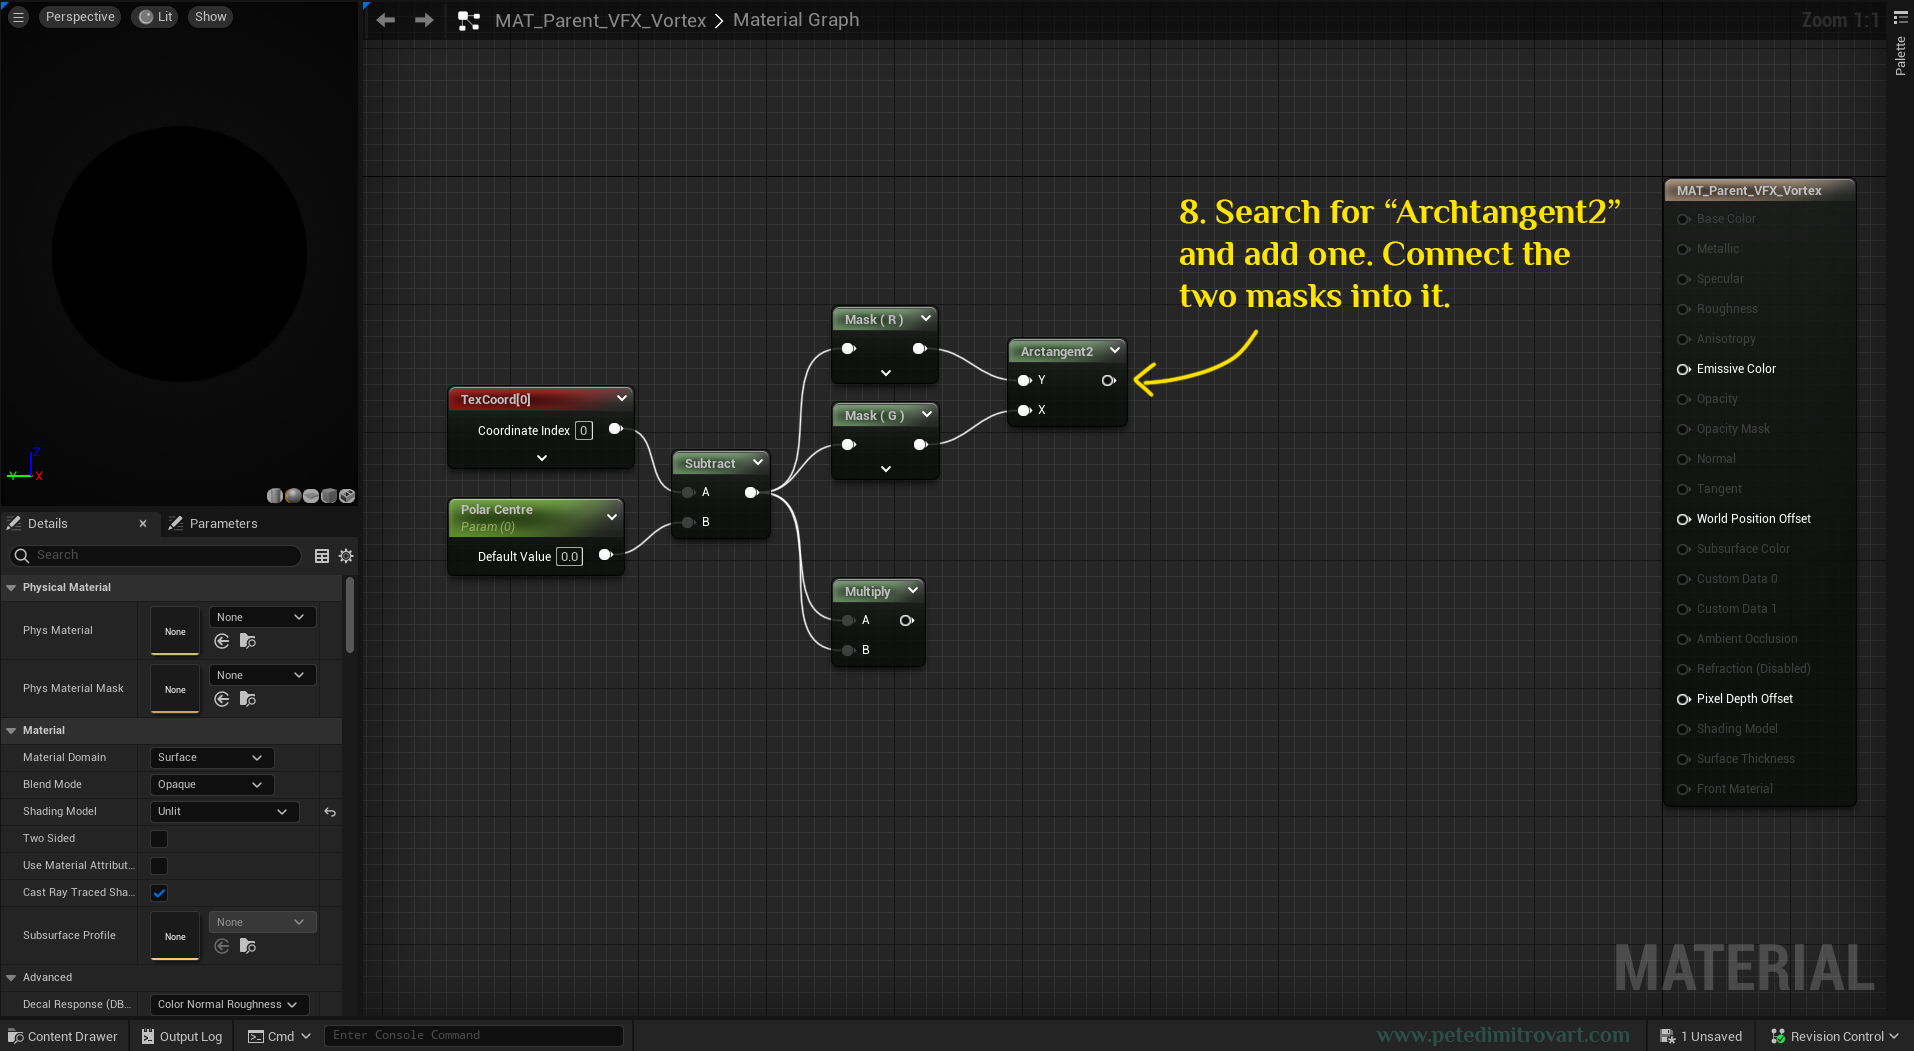 Perspective
Lit
Show
MAT_Parent_VFX_Vortex > Material Graph
Zoom 1:1
Palette
8. Search for “Archtangent2”
and add one. Connect the
two masks into it.
Mask ( R )
Arctangent2
Y
X
Mask ( G )
TexCoord[0]
Coordinate Index 0
Subtract
A
B
Polar Centre
Param (0)
Default Value 0.0
Multiply
A
B
MAT_Parent_VFX_Vortex
Base Color
Metallic
Specular
Roughness
Anisotropy
Emissive Color
Opacity
Opacity Mask
Normal
Tangent
World Position Offset
Subsurface Color
Custom Data 0
Custom Data 1
Ambient Occlusion
Refraction (Disabled)
Pixel Depth Offset
Shading Model
Surface Thickness
Front Material
Z
Y
X
Details
Parameters
Search
Physical Material
Phys Material
None
None
Phys Material Mask
None
None
Material
Material Domain
Surface
Blend Mode
Opaque
Shading Model
Unlit
Two Sided
Use Material Attribut...
Cast Ray Traced Sha...
Subsurface Profile
None
None
Advanced
Decal Response (DB...
Color Normal Roughness
MATERIAL
Content Drawer
Output Log
Cmd
Enter Console Command
www.petedimitrovart.com
1 Unsaved
Revision Control